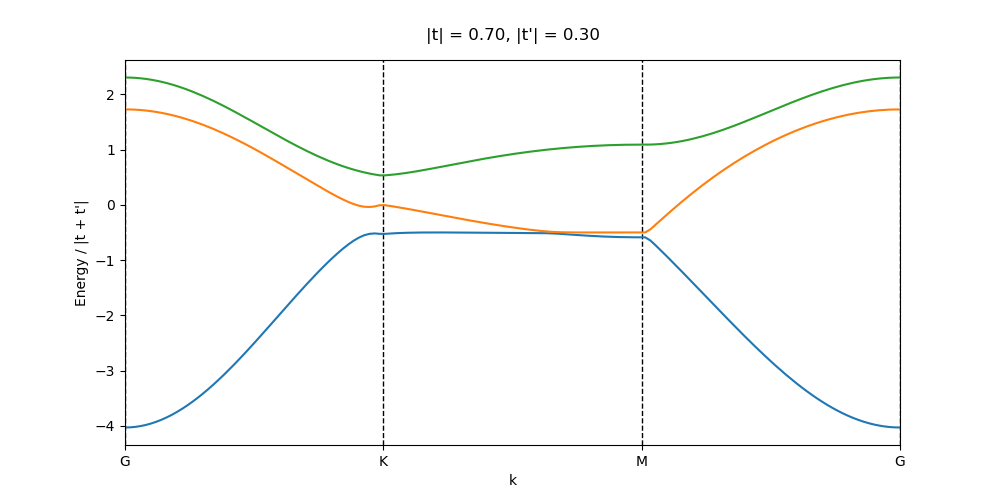 |t| = 0.70, |t'| = 0.30
Energy / |t + t'|
2
1
0
−1
−2
−3
−4
G
K
M
G
k